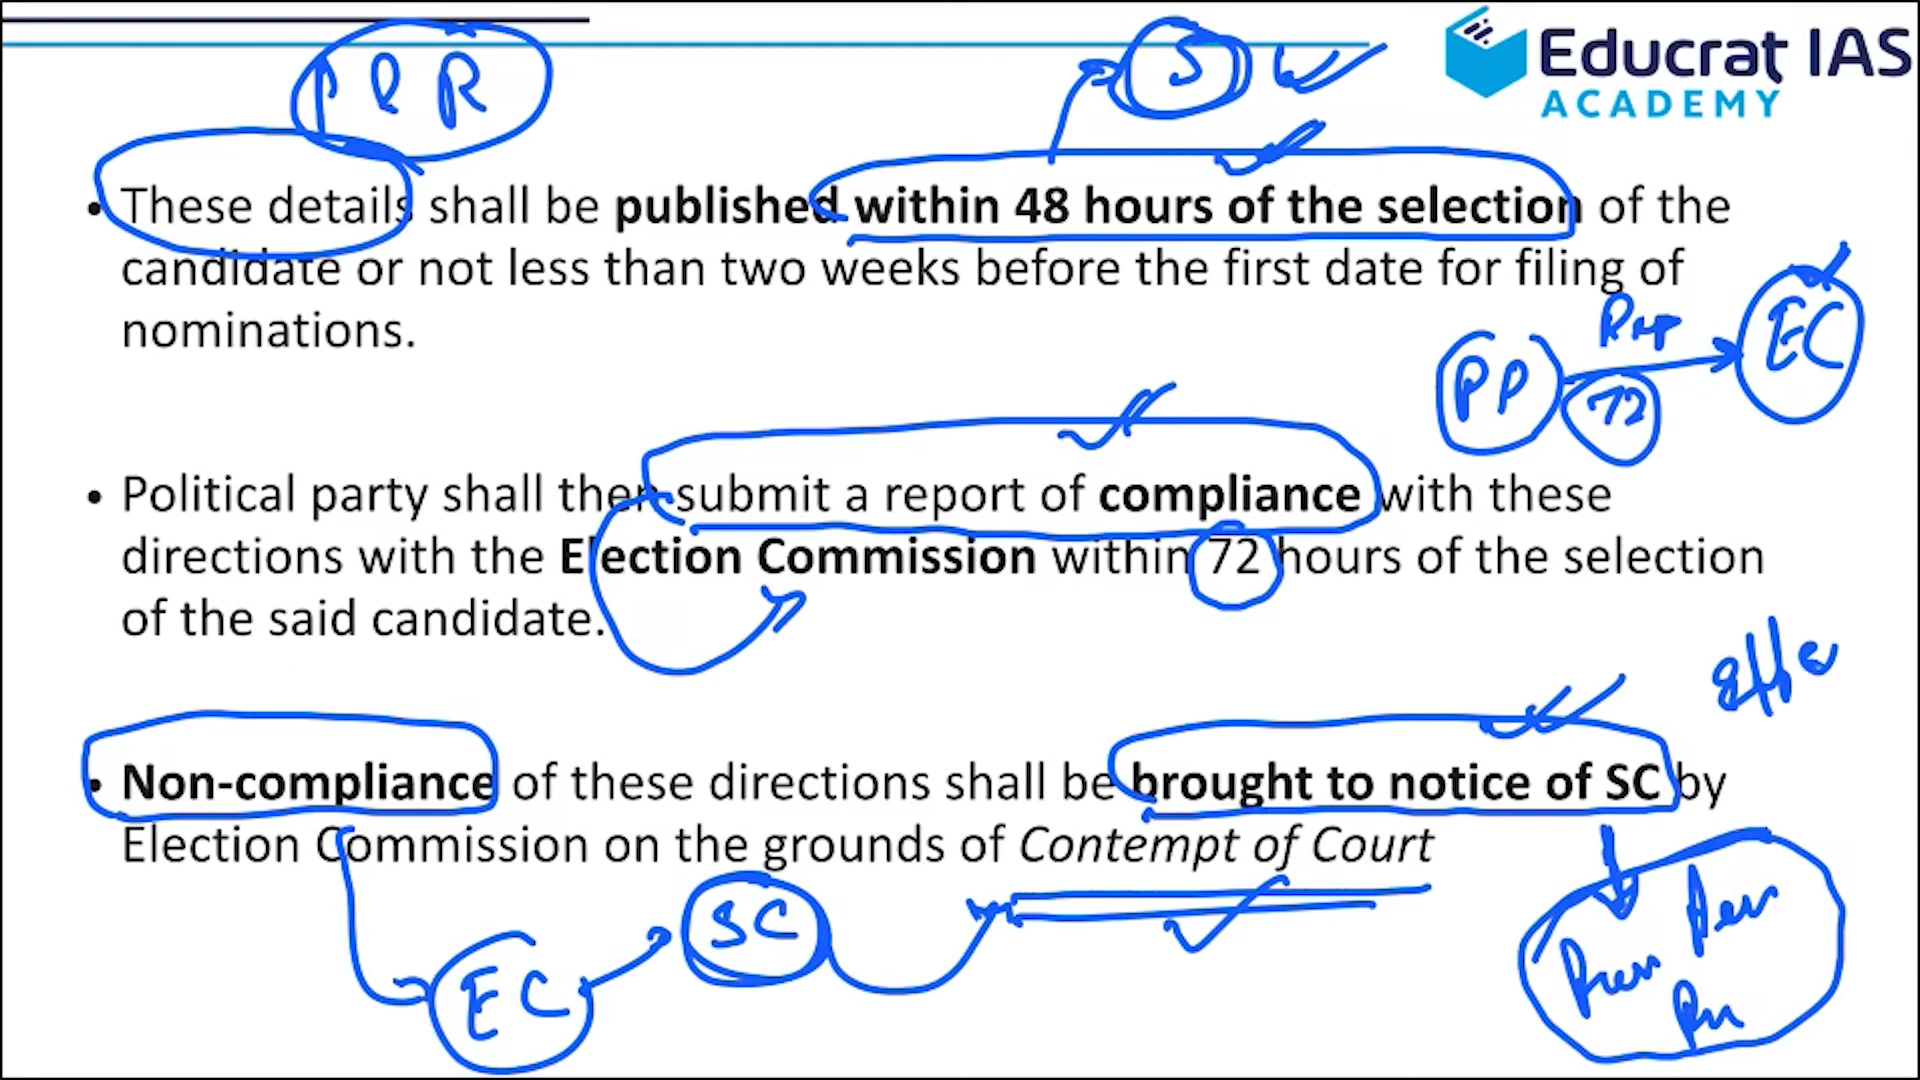 Educrat IAS
ACADEMY
S
R
• These details shall be published within 48 hours of the selection of the
candidate or not less than two weeks before the first date for filing of
nominations.
PP
72
EC
• Political party shall then submit a report of compliance with these
directions with the Election Commission within 72 hours of the selection
of the said candidate.
• Non-compliance of these directions shall be brought to notice of SC by
Election Commission on the grounds of Contempt of Court
SC
EC